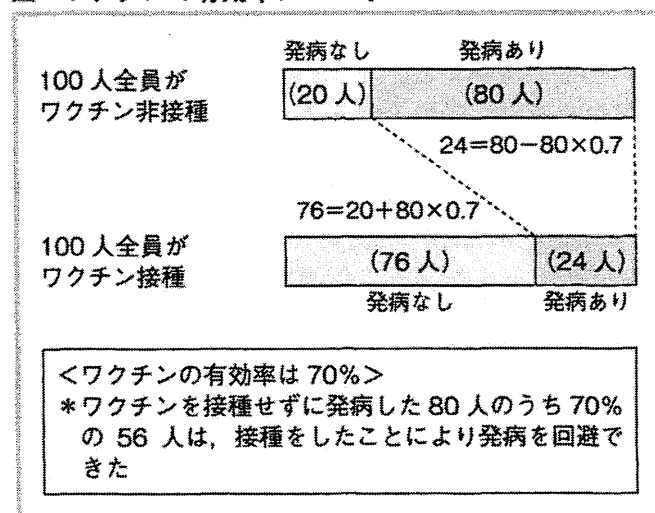 発病なし 発病あり
100人全員が
ワクチン非接種
(20人) (80人)
24=80−80×0.7
76=20+80×0.7
100人全員が
ワクチン接種
(76人) (24人)
発病なし 発病あり
<ワクチンの有効率は70%>
*ワクチンを接種せずに発病した80人のうち70%
の56人は,接種をしたことにより発病を回避で
きた